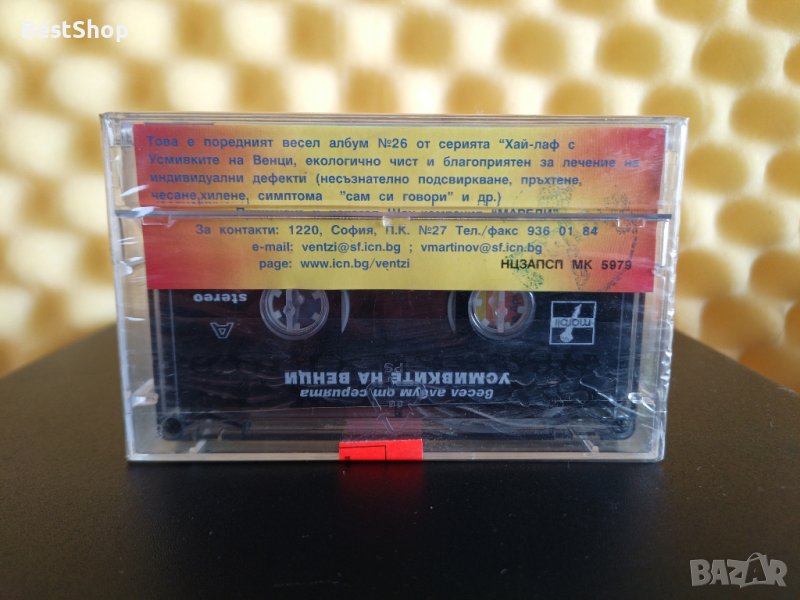 BestShop
Това е поредният весел албум №26 от серията "Хай-лаф с
Усмивките на Венци, екологично чист и благоприятен за лечение на
индивидуални дефекти (несъзнателно подсвиркване, пръхтене,
чесане,хилене, симптома "сам си говори" и др.)
За контакти: 1220, София, П.К. №27 Тел./факс 936 01 84
e-mail: ventzi@sf.icn.bg ; vmartinov@sf.icn.bg
page: www.icn.bg/ventzi НЦЗАПСП МК 5979
stereo
A
maroli
УСМИВКИТЕ НА ВЕНЦИ
Весел албум от серията
BAZAR